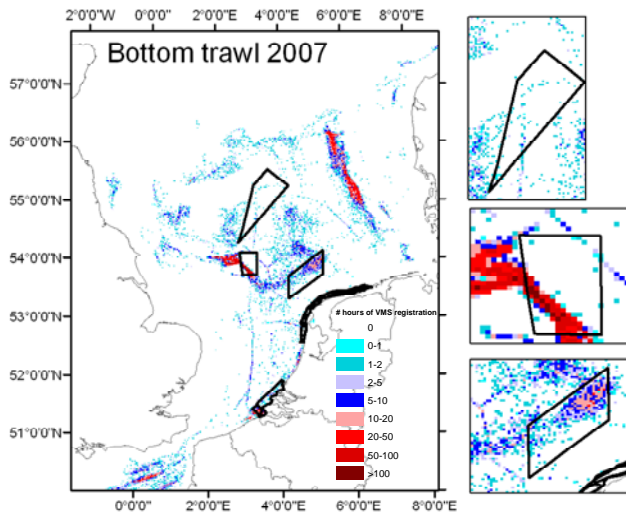 2°0'0"W 0°0'0" 2°0'0"E 4°0'0"E 6°0'0"E
Bottom trawl 2007
57°0'0"N
56°0'0"N
55°0'0"N
54°0'0"N
53°0'0"N
52°0'0"N
51°0'0"N
# hours of VMS registration
0
0-1
1-2
2-5
5-10
10-20
20-50
50-100
>100
0°0'0" 2°0'0"E 4°0'0"E 6°0'0"E 8°0'0"E